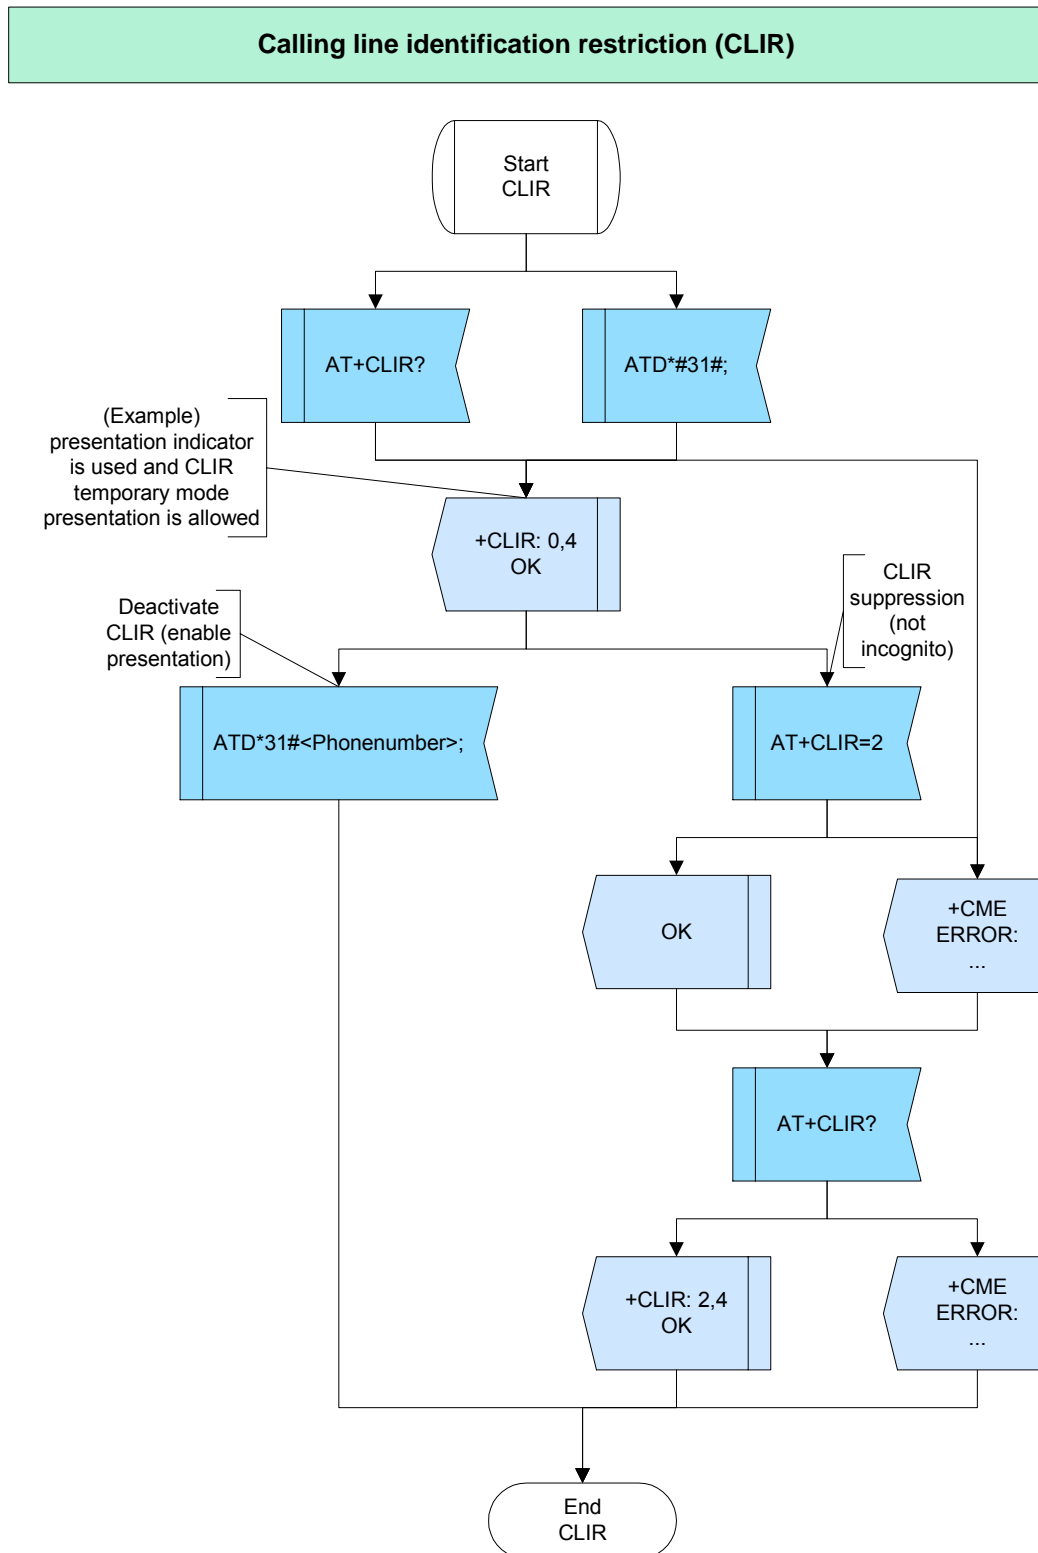 Calling line identification restriction (CLIR)
Start
CLIR
AT+CLIR?
ATD*#31#;
(Example)
presentation indicator
is used and CLIR
temporary mode
presentation is allowed
+CLIR: 0,4
OK
CLIR
suppression
(not
incognito)
Deactivate
CLIR (enable
presentation)
ATD*31#<Phonenumber>;
AT+CLIR=2
OK
+CME
ERROR:
...
AT+CLIR?
+CLIR: 2,4
OK
+CME
ERROR:
...
End
CLIR